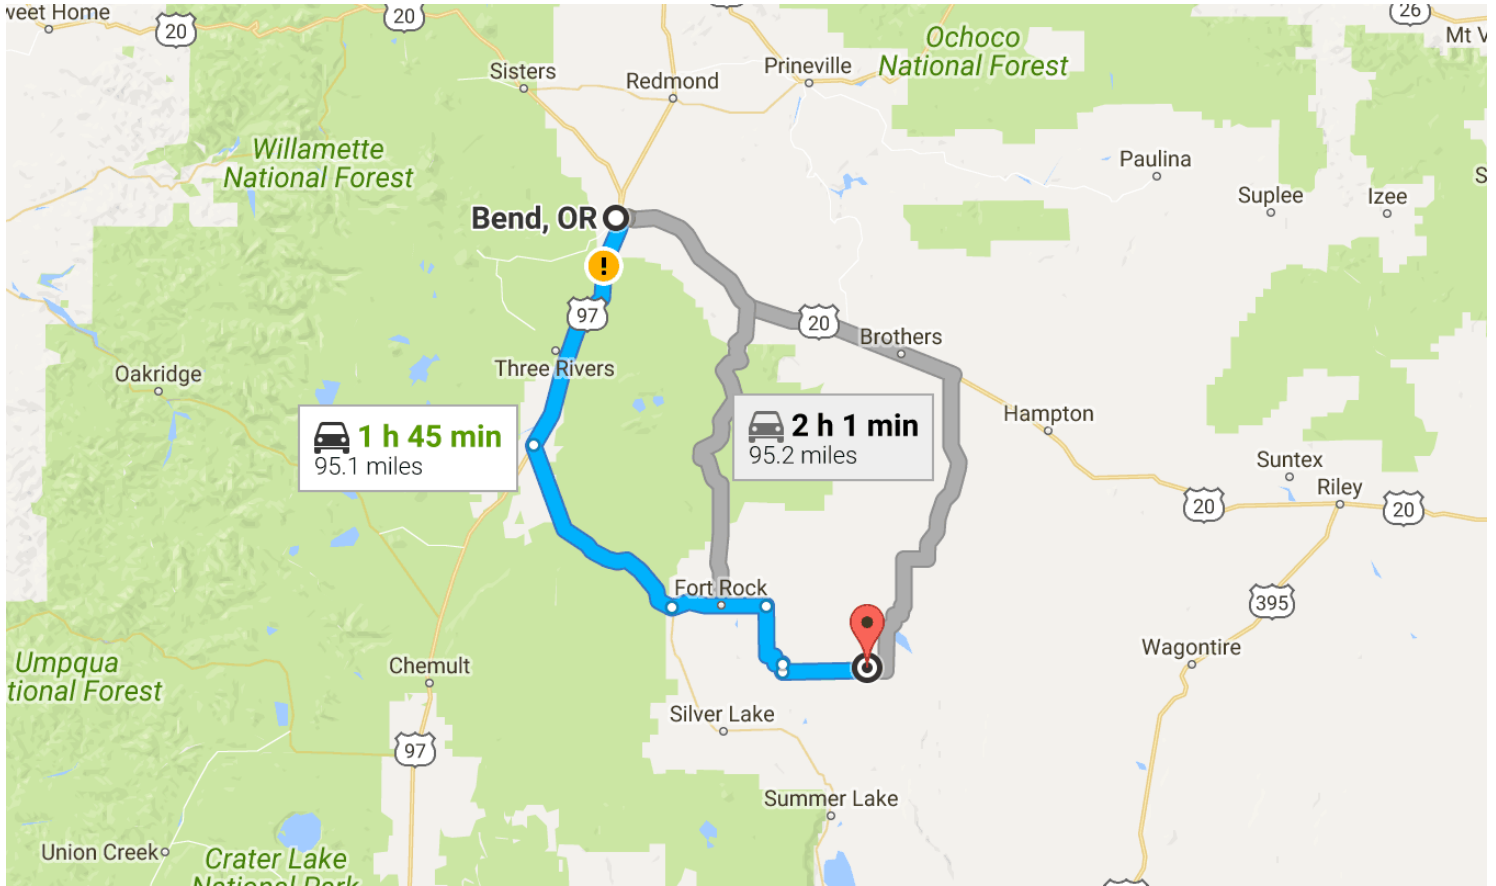 weet Home
20
20
26
Mt V
Ochoco
National Forest
Sisters
Redmond
Prineville
Willamette
National Forest
Paulina
Suplee
Izee
S
Bend, OR
!
97
20
Brothers
Three Rivers
Oakridge
1 h 45 min
95.1 miles
2 h 1 min
95.2 miles
Hampton
Suntex
Riley
20
20
Fort Rock
395
Umpqua
tional Forest
Chemult
Wagontire
Silver Lake
97
Summer Lake
Union Creek
Crater Lake
National Park